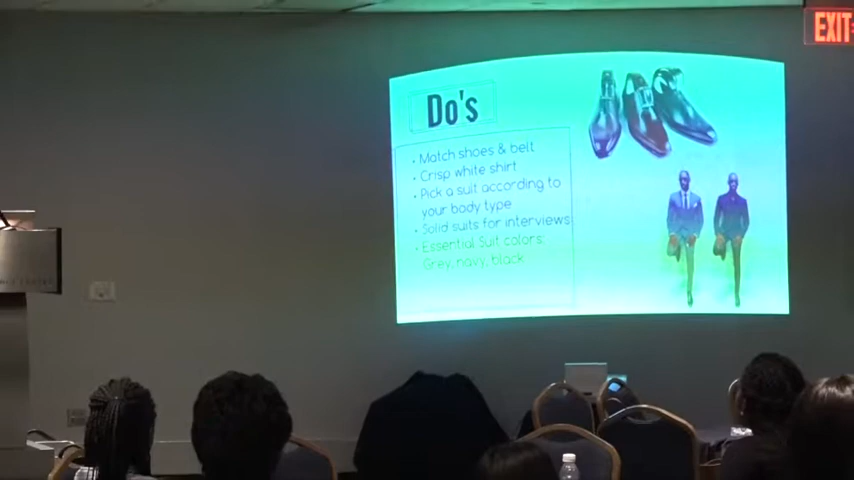 EXIT
Do's
• Match shoes & belt
• Crisp white shirt
• Pick a suit according to
your body type
• Solid suits for interviews
• Essential Suit colors:
Grey, navy, black